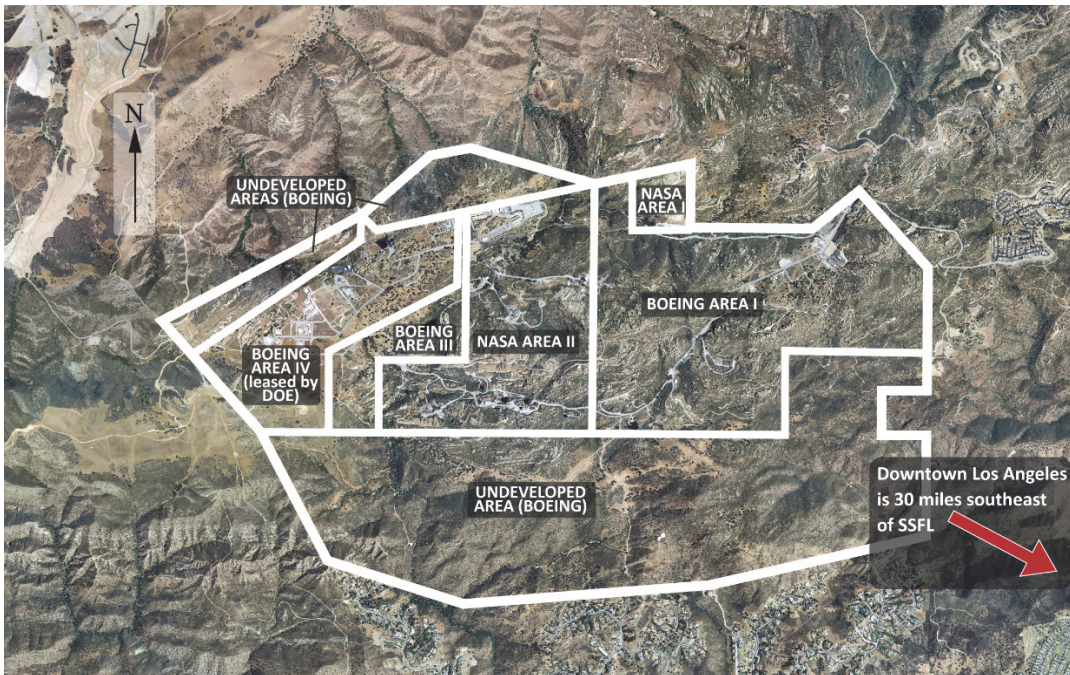 N
UNDEVELOPED
AREAS (BOEING)
NASA
AREA I
BOEING AREA I
BOEING
AREA III
NASA AREA II
BOEING
AREA IV
(leased by
DOE)
UNDEVELOPED
AREA (BOEING)
Downtown Los Angeles
is 30 miles southeast
of SSFL